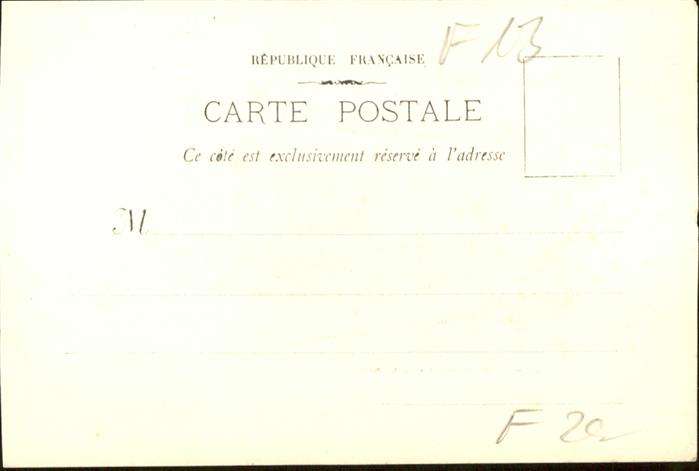 F 13
RÉPUBLIQUE FRANÇAISE
CARTE POSTALE
Ce côté est exclusivement réservé à l'adresse
M
F 20